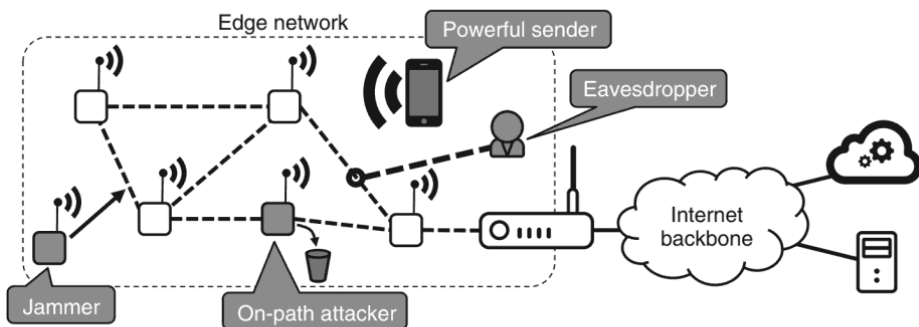 Edge network
Powerful sender
Eavesdropper
Internet
backbone
Jammer
On-path attacker